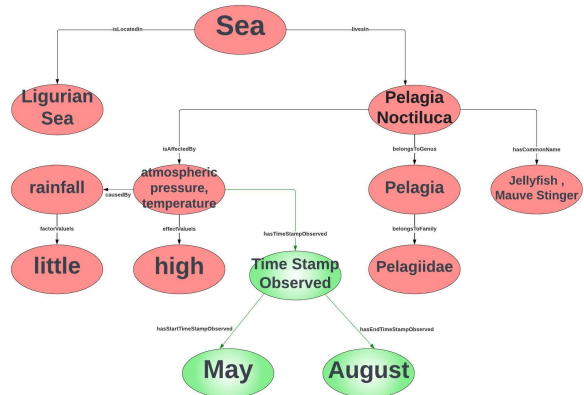 Sea
isLocatedIn
livesIn
Ligurian
Sea
Pelagia
Noctiluca
isAffectedBy
belongsToGenus
hasCommonName
rainfall
causedBy
atmospheric
pressure,
temperature
Pelagia
Jellyfish ,
Mauve Stinger
factorValueIs
effectValueIs
hasTimeStampObserved
belongsToFamily
little
high
Time Stamp
Observed
Pelagiidae
hasStartTimeStampObserved
hasEndTimeStampObserved
May
August